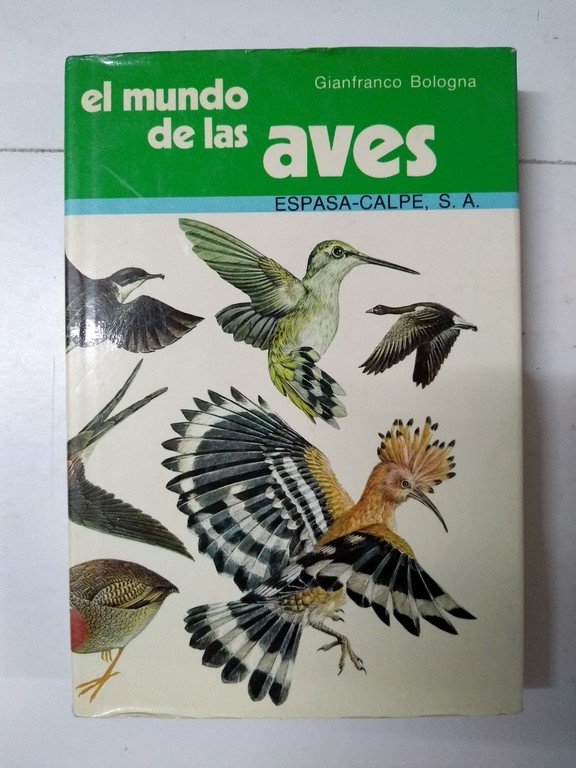 Gianfranco Bologna
el mundo
de las aves
ESPASA-CALPE, S. A.